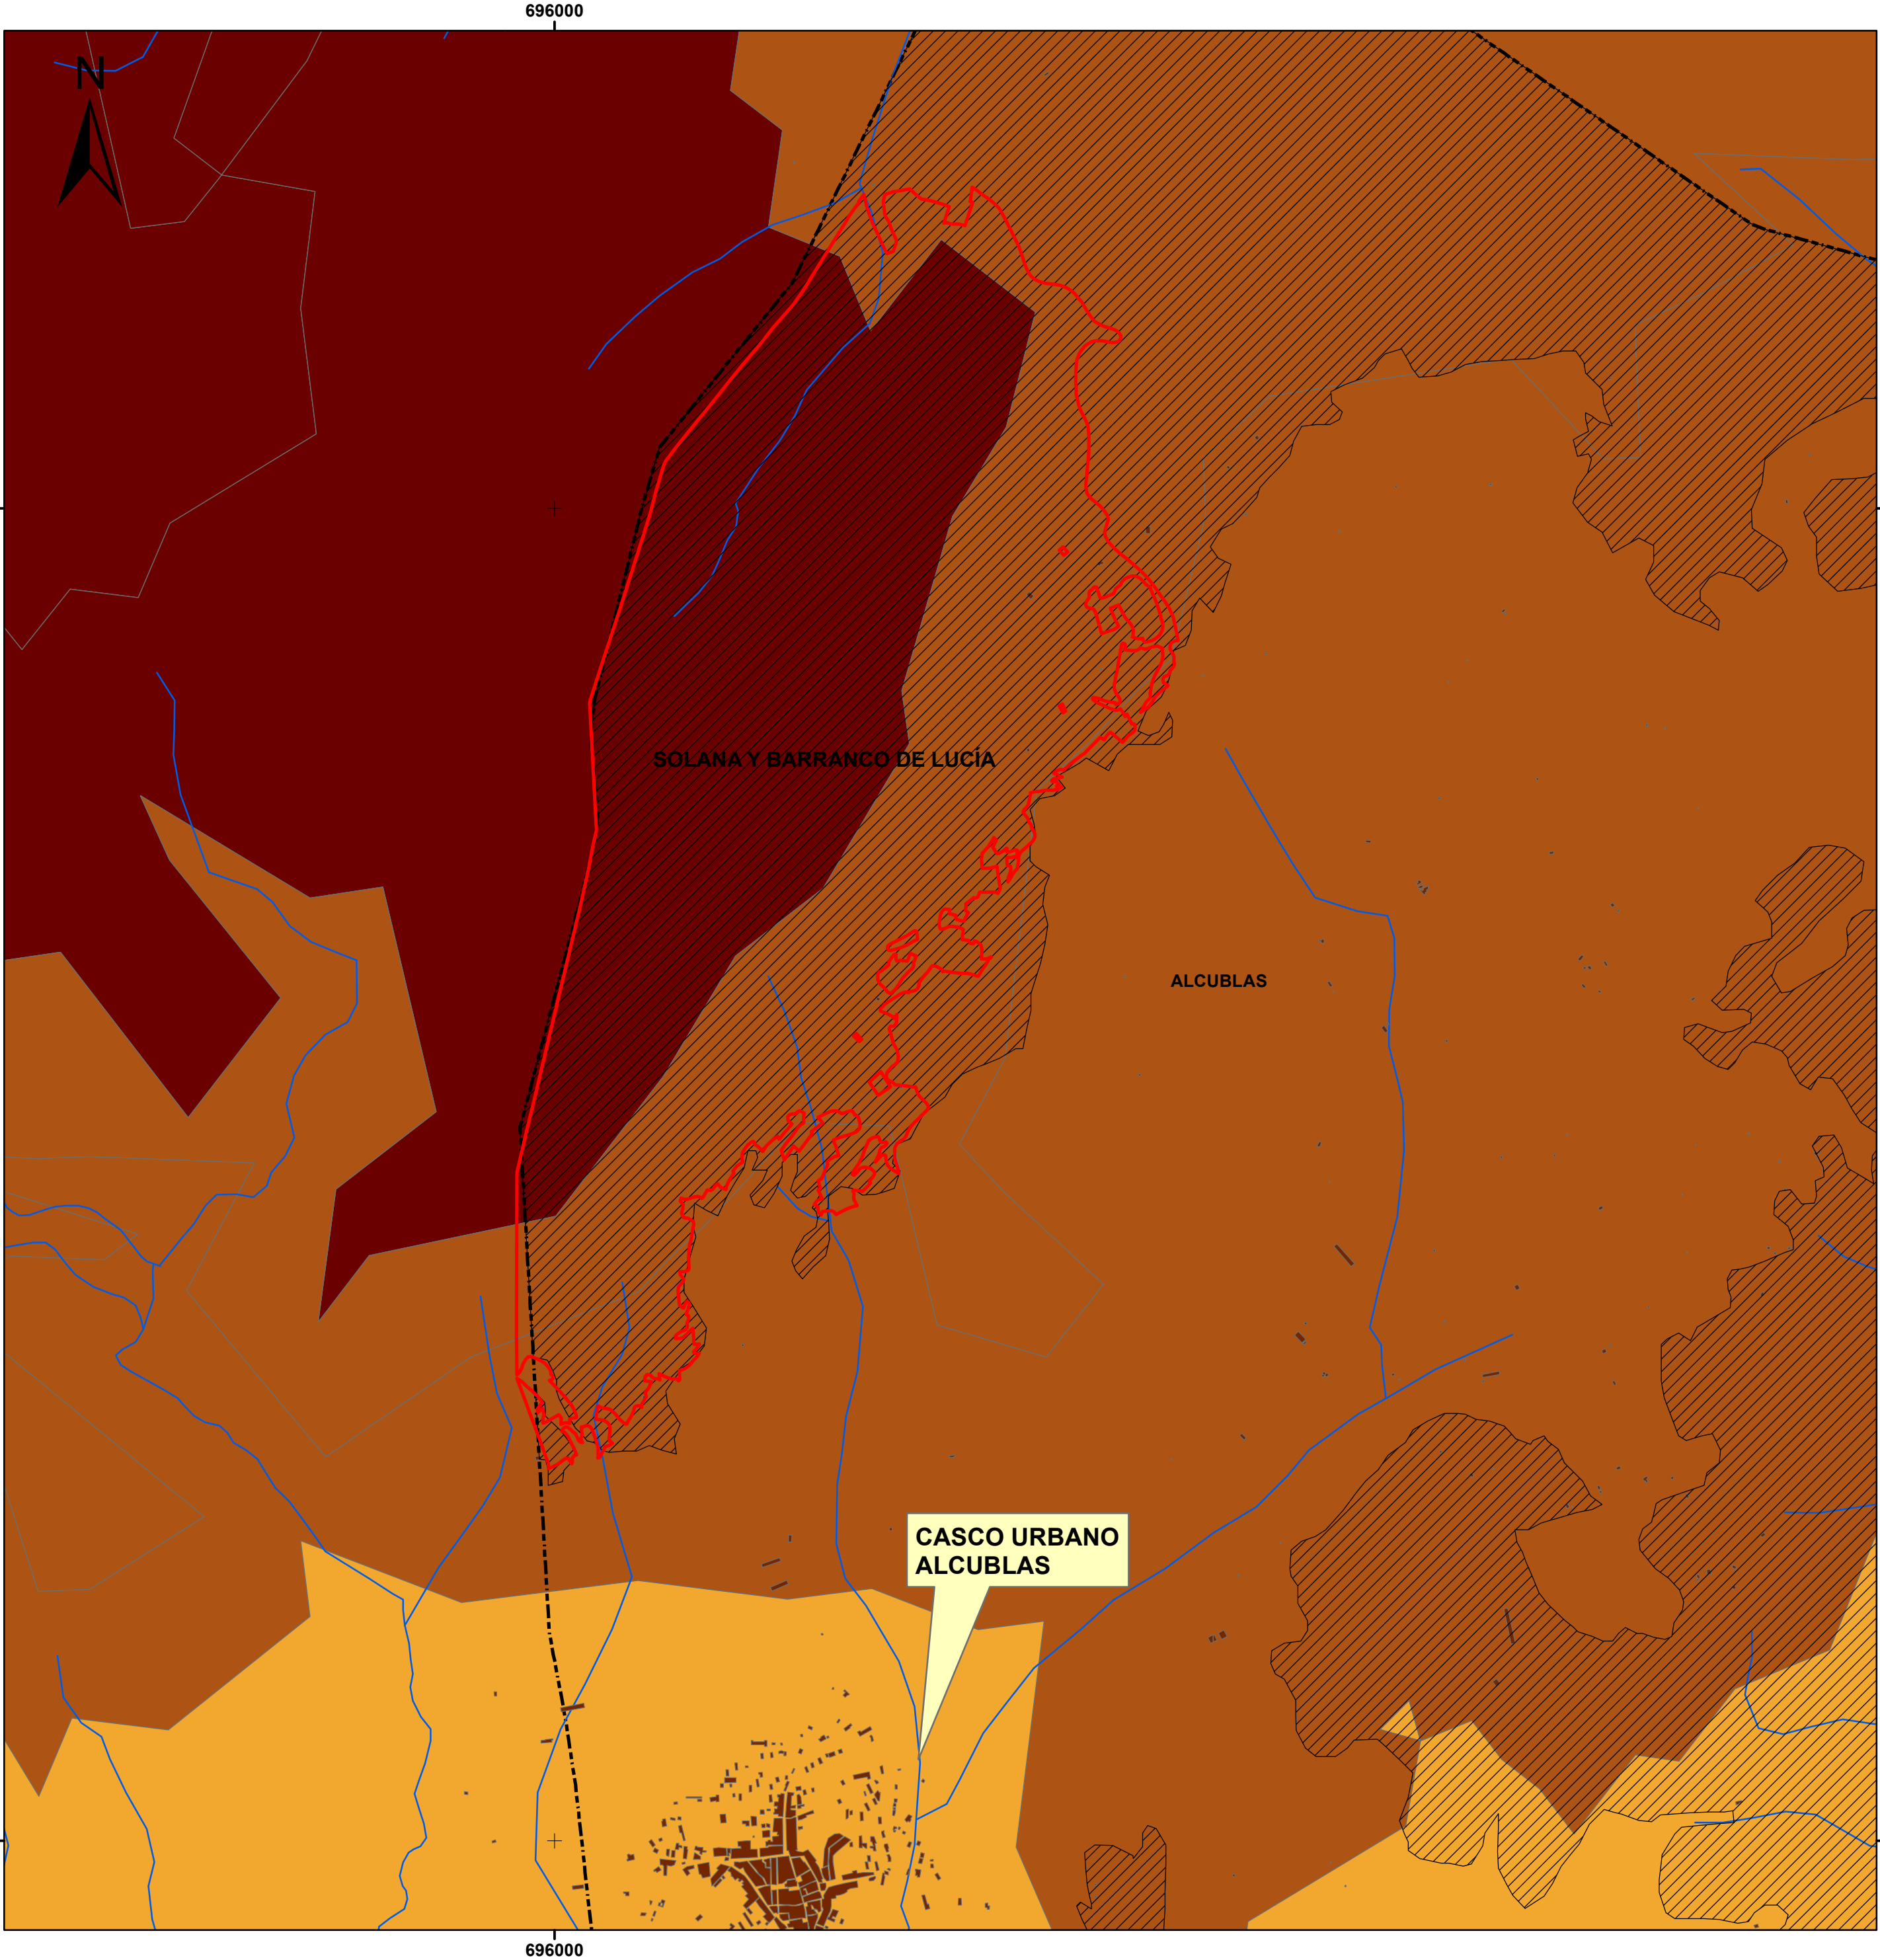 696000
N
SOLANA Y BARRANCO DE LUCÍA
ALCUBLAS
CASCO URBANO
ALCUBLAS
696000